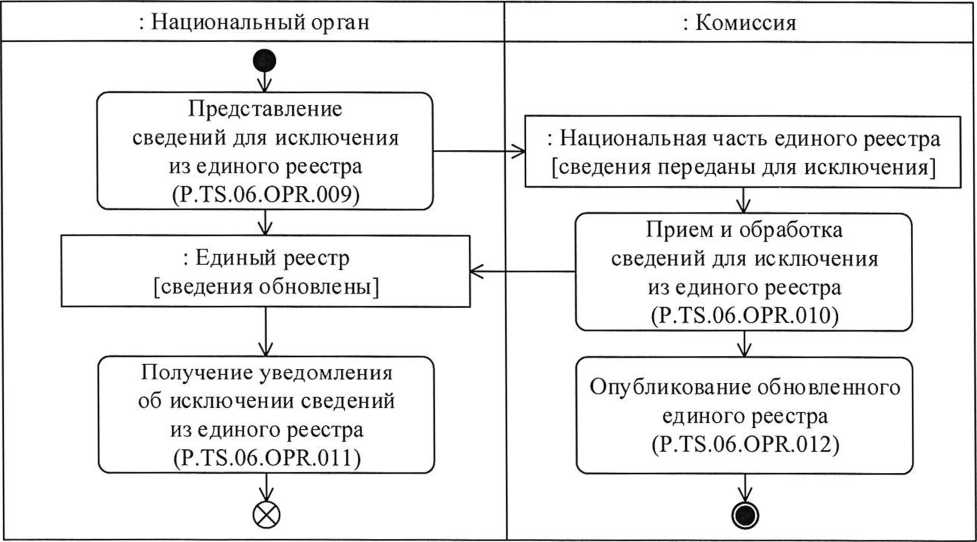 : Национальный орган
: Комиссия
Представление
сведений для исключения
из единого реестра
(P.TS.06.OPR.009)
: Национальная часть единого реестра
[сведения переданы для исключения]
Прием и обработка
сведений для исключения
из единого реестра
(P.TS.06.OPR.010)
: Единый реестр
[сведения обновлены]
Получение уведомления
об исключении сведений
из единого реестра
(P.TS.06.OPR.011)
Опубликование обновленного
единого реестра
(P.TS.06.OPR.012)